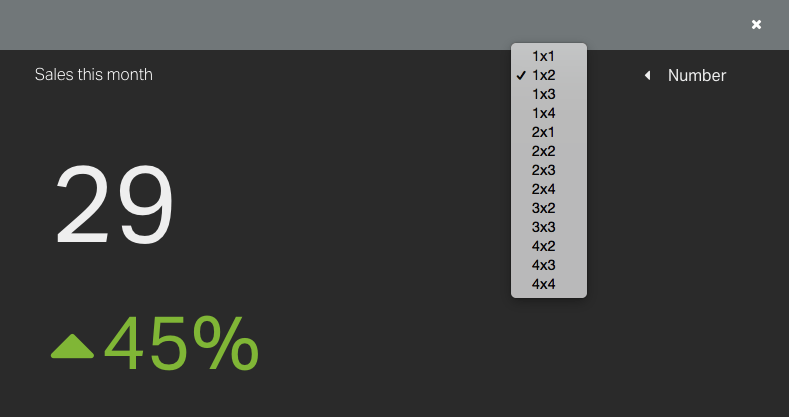 Sales this month
1x1
1x2
1x3
1x4
2x1
2x2
2x3
2x4
3x2
3x3
4x2
4x3
4x4
Number
29
45%